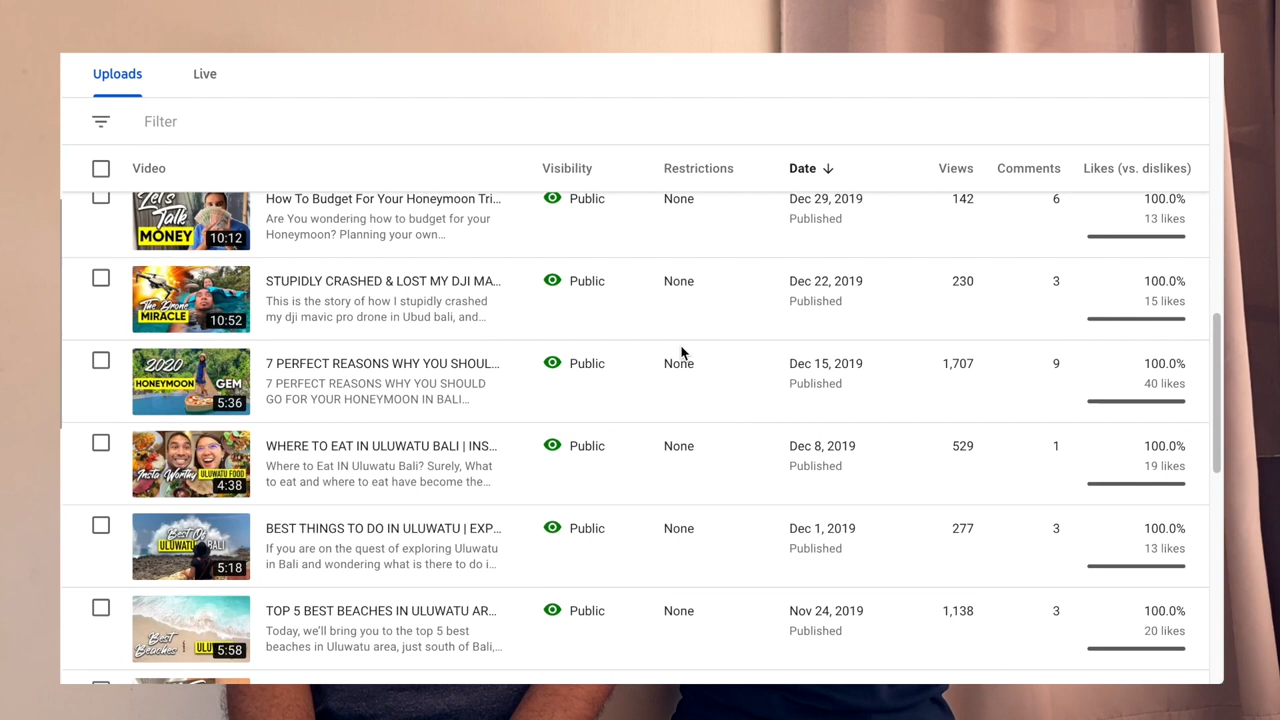 Uploads Live
Filter
Video Visibility Restrictions Date Views Comments Likes (vs. dislikes)
Let's
Talk
MONEY
10:12
How To Budget For Your Honeymoon Tri...
Are You wondering how to budget for your
Honeymoon? Planning your own...
Public None Dec 29, 2019 142 6 100.0%
Published 13 likes
The Drone
MIRACLE
10:52
STUPIDLY CRASHED & LOST MY DJI MA...
This is the story of how I stupidly crashed
my dji mavic pro drone in Ubud bali, and...
Public None Dec 22, 2019 230 3 100.0%
Published 15 likes
2020
HONEYMOON GEM
5:36
7 PERFECT REASONS WHY YOU SHOUL...
7 PERFECT REASONS WHY YOU SHOULD
GO FOR YOUR HONEYMOON IN BALI...
Public None Dec 15, 2019 1,707 9 100.0%
Published 40 likes
Insta Worthy ULUWATU FOOD
4:38
WHERE TO EAT IN ULUWATU BALI | INS...
Where to Eat IN Uluwatu Bali? Surely, What
to eat and where to eat have become the...
Public None Dec 8, 2019 529 1 100.0%
Published 19 likes
Best Of
ULUWATU BALI
5:18
BEST THINGS TO DO IN ULUWATU | EXP...
If you are on the quest of exploring Uluwatu
in Bali and wondering what is there to do i...
Public None Dec 1, 2019 277 3 100.0%
Published 13 likes
Best
Beaches ULU
5:58
TOP 5 BEST BEACHES IN ULUWATU AR...
Today, we'll bring you to the top 5 best
beaches in Uluwatu area, just south of Bali,...
Public None Nov 24, 2019 1,138 3 100.0%
Published 20 likes